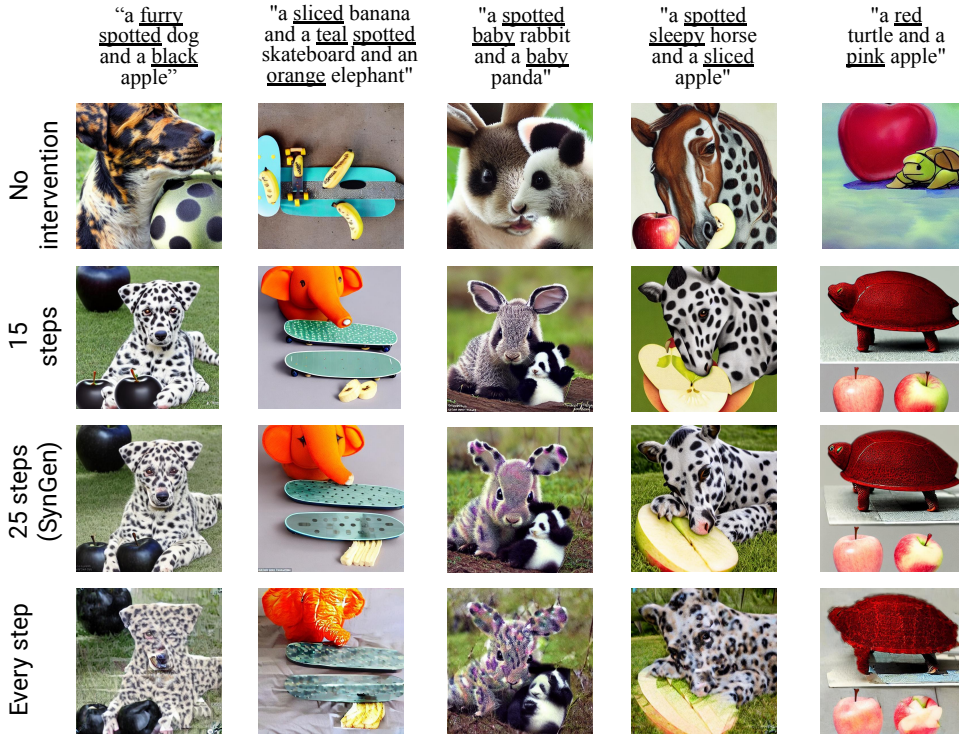 “a furry
spotted dog
and a black
apple”
"a sliced banana
and a teal spotted
skateboard and an
orange elephant"
"a spotted
baby rabbit
and a baby
panda"
"a spotted
sleepy horse
and a sliced
apple"
"a red
turtle and a
pink apple"
No
intervention
15
steps
25 steps
(SynGen)
Every step